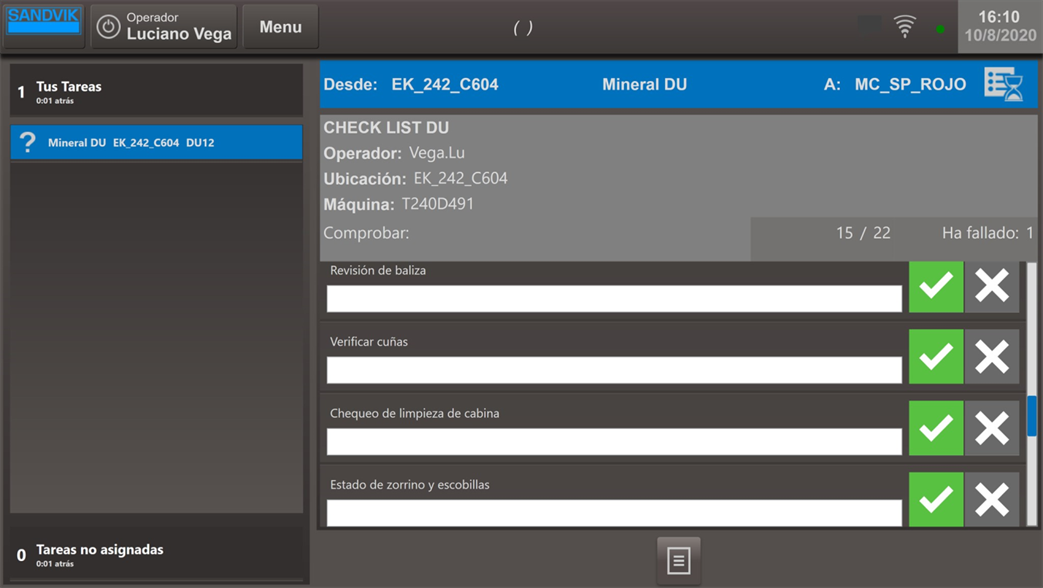 SANDVIK
Operador
Luciano Vega
Menu
( )
16:10
10/8/2020
1 Tus Tareas
0:01 atrás
? Mineral DU EK_242_C604 DU12
0 Tareas no asignadas
0:01 atrás
Desde: EK_242_C604 Mineral DU A: MC_SP_ROJO
CHECK LIST DU
Operador: Vega.Lu
Ubicación: EK_242_C604
Máquina: T240D491
Comprobar: 15 / 22 Ha fallado: 1
Revisión de baliza
Verificar cuñas
Chequeo de limpieza de cabina
Estado de zorrino y escobillas